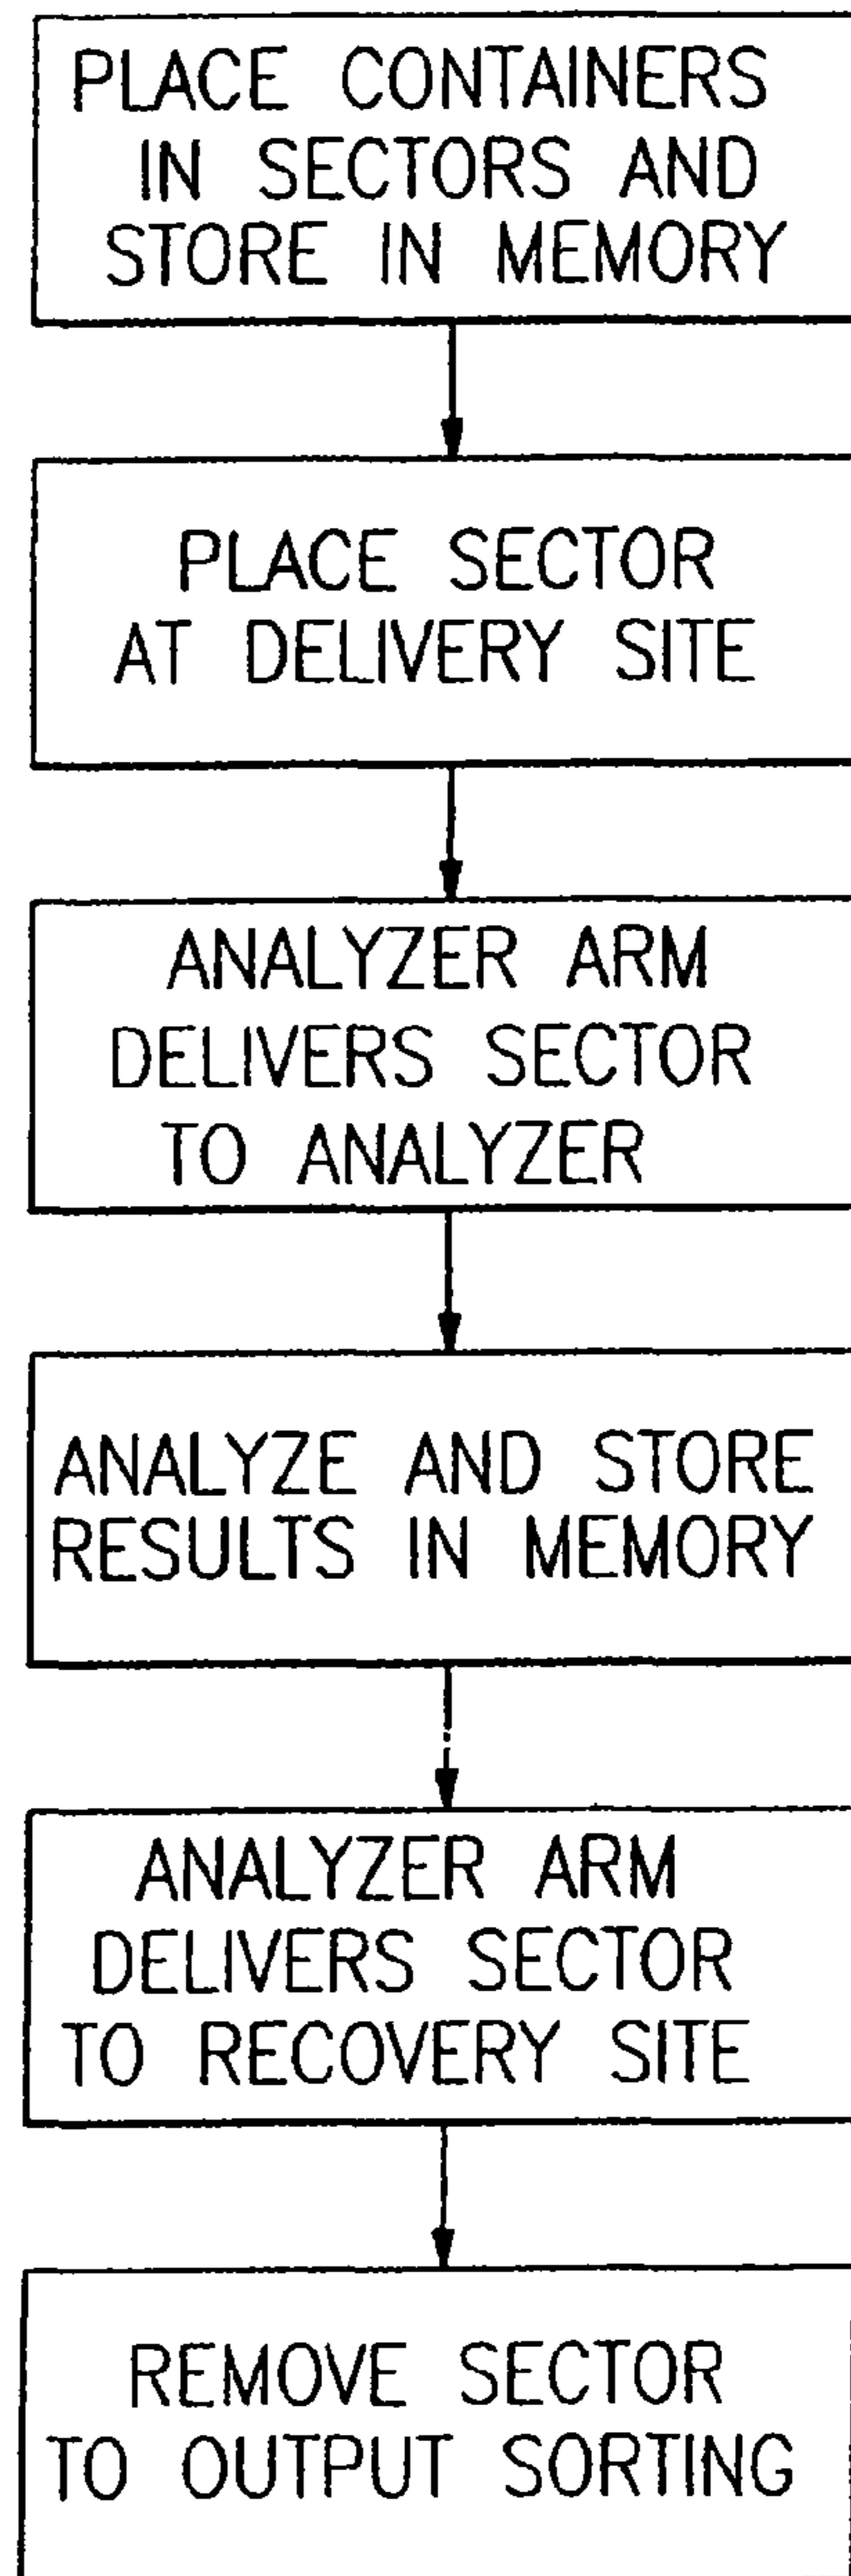 PLACE CONTAINERS
IN SECTORS AND
STORE IN MEMORY
PLACE SECTOR
AT DELIVERY SITE
ANALYZER ARM
DELIVERS SECTOR
TO ANALYZER
ANALYZE AND STORE
RESULTS IN MEMORY
ANALYZER ARM
DELIVERS SECTOR
TO RECOVERY SITE
REMOVE SECTOR
TO OUTPUT SORTING